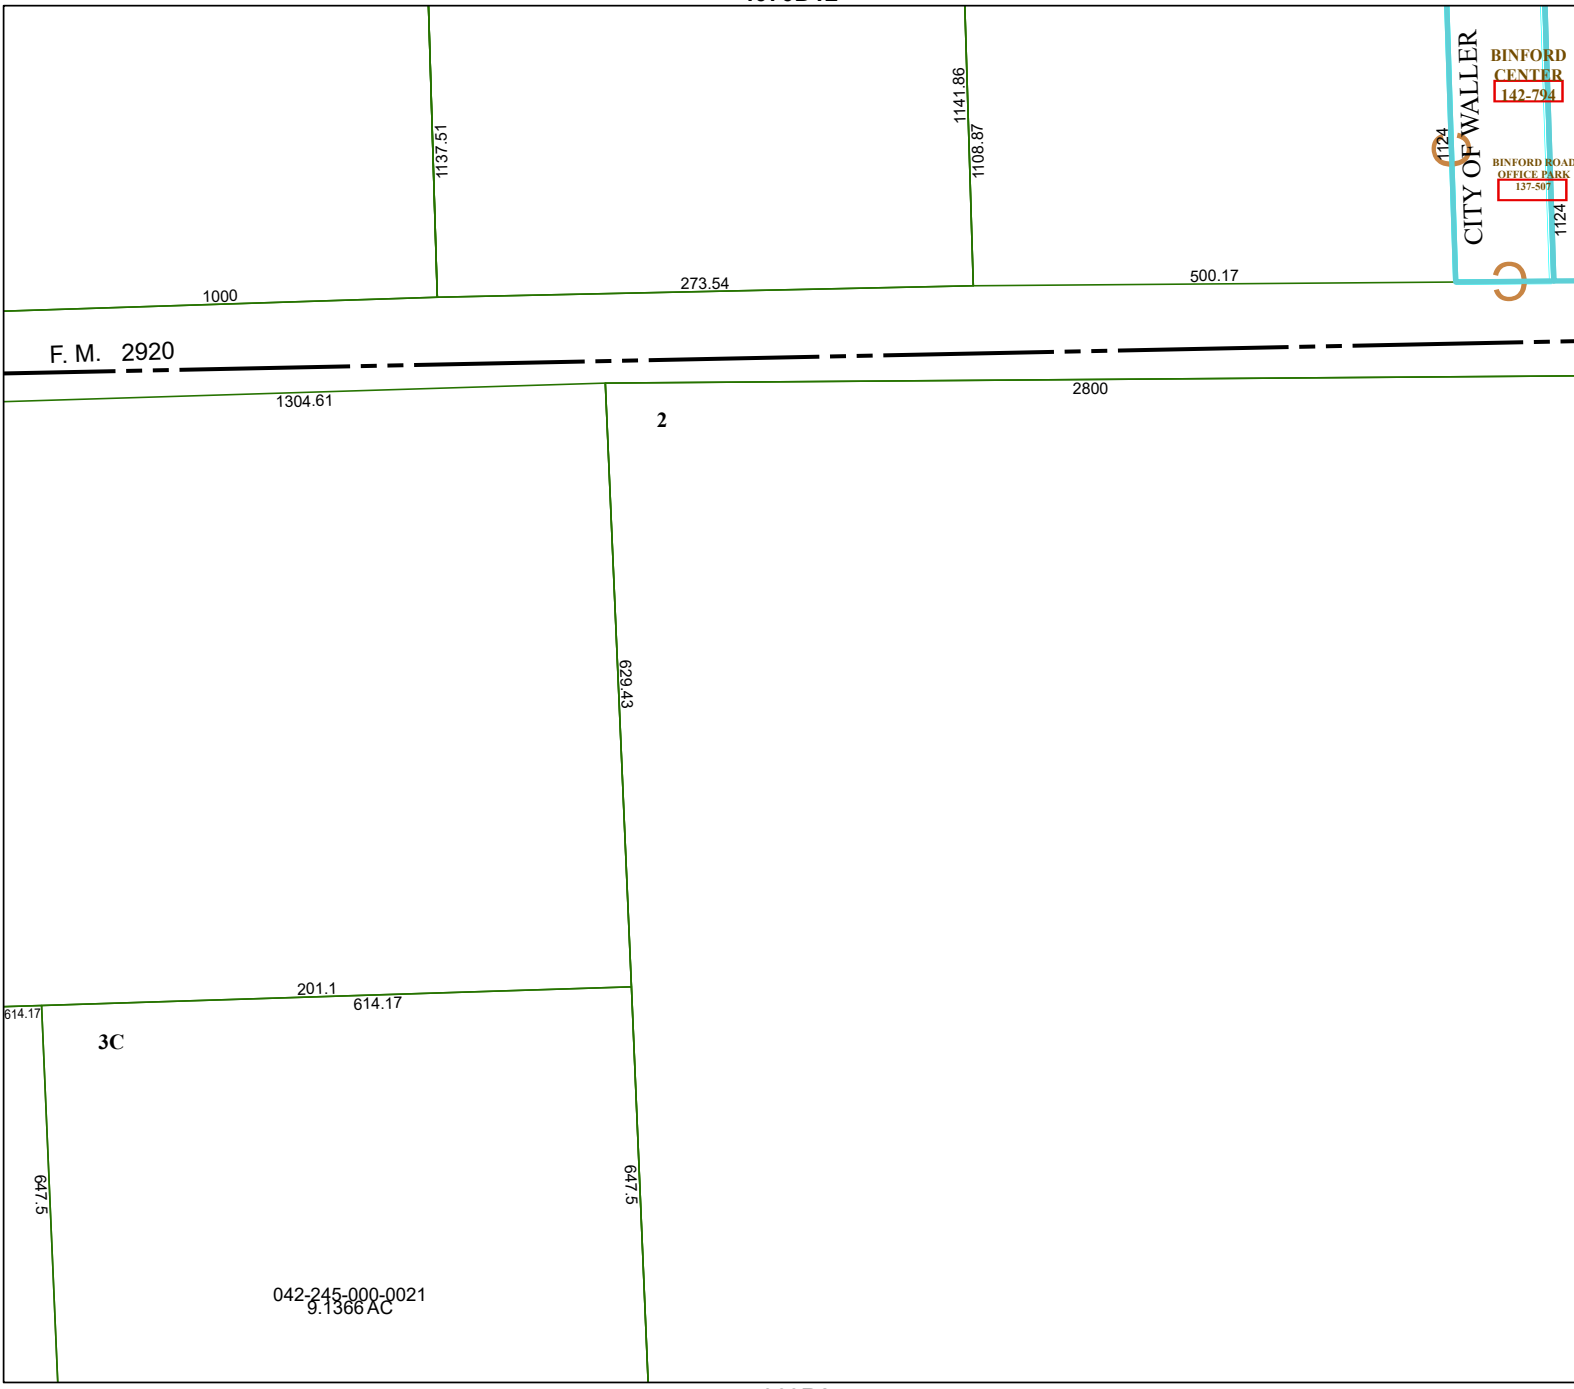 1137.51
1141.86
1108.87
1124
CITY OF WALLER
BINFORD
CENTER
142-794
BINFORD ROAD
OFFICE PARK
137-507
1124
1000
273.54
500.17
F. M. 2920
1304.61
2800
2
629.43
201.1
614.17
614.17
3C
647.5
647.5
042-245-000-0021
9.1366 AC